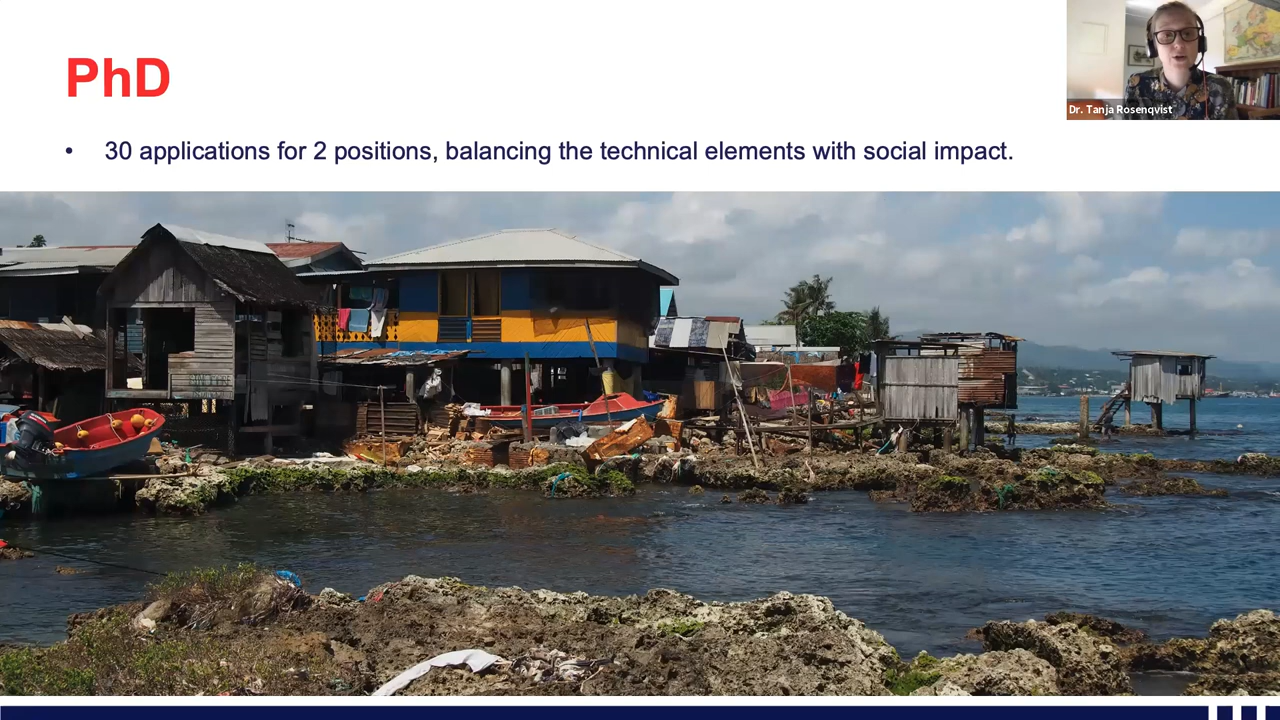 PhD
Dr. Tanja Rosenqvist
• 30 applications for 2 positions, balancing the technical elements with social impact.